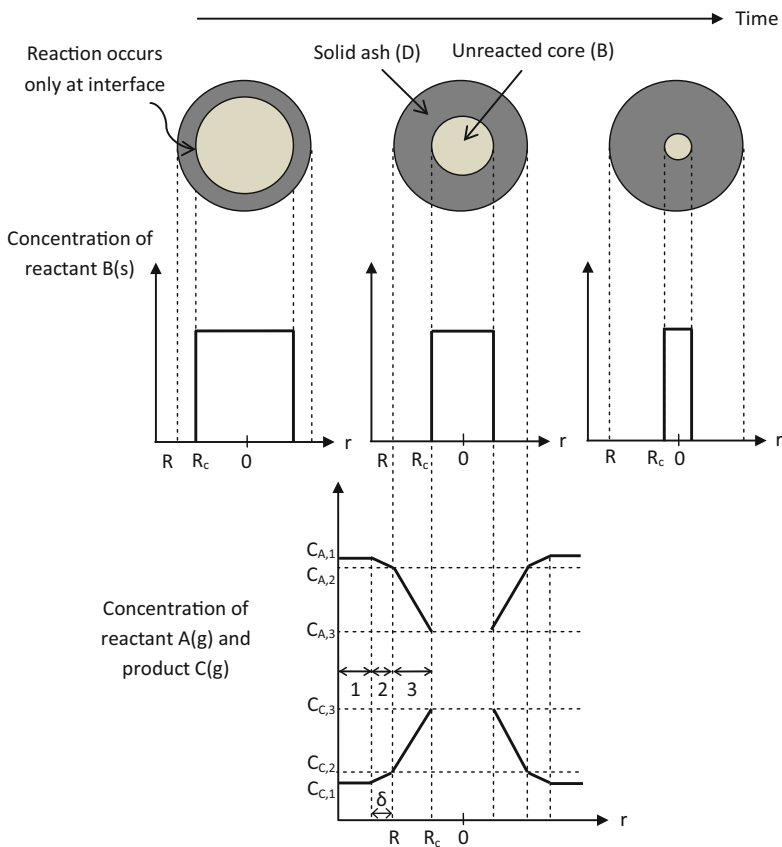 Time
Reaction occurs
only at interface
Solid ash (D)
Unreacted core (B)
Concentration of
reactant B(s)
R
R_c
0
r
R
R_c
0
r
R
R_c
0
r
Concentration of
reactant A(g) and
product C(g)
C_A,1
C_A,2
C_A,3
1
2
3
C_C,3
C_C,2
C_C,1
δ
R
R_c
0
r